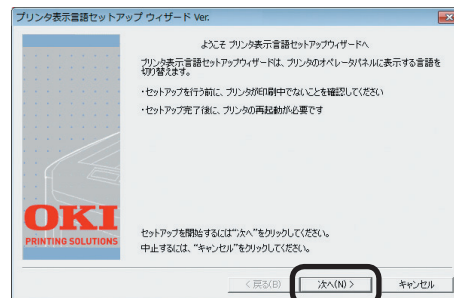 プリンタ表示言語セットアップ ウィザード Ver.
ようこそ プリンタ表示言語セットアップウィザードへ
プリンタ表示言語セットアップウィザードは、プリンタのオペレータパネルに表示する言語を
切り替えます。
・セットアップを行う前に、プリンタが印刷中でないことを確認してください
・セットアップ完了後に、プリンタの再起動が必要です
OKI
PRINTING SOLUTIONS
セットアップを開始するには"次へ"をクリックしてください。
中止するには、"キャンセル"をクリックしてください。
< 戻る(B)
次へ(N) >
キャンセル